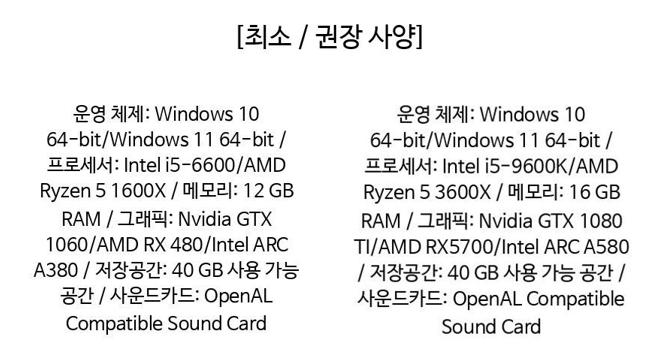 [최소 / 권장 사양]
운영 체제: Windows 10
64-bit/Windows 11 64-bit /
프로세서: Intel i5-6600/AMD
Ryzen 5 1600X / 메모리: 12 GB
RAM / 그래픽: Nvidia GTX
1060/AMD RX 480/Intel ARC
A380 / 저장공간: 40 GB 사용 가능
공간 / 사운드카드: OpenAL
Compatible Sound Card
운영 체제: Windows 10
64-bit/Windows 11 64-bit /
프로세서: Intel i5-9600K/AMD
Ryzen 5 3600X / 메모리: 16 GB
RAM / 그래픽: Nvidia GTX 1080
TI/AMD RX5700/Intel ARC A580
/ 저장공간: 40 GB 사용 가능 공간 /
사운드카드: OpenAL Compatible
Sound Card